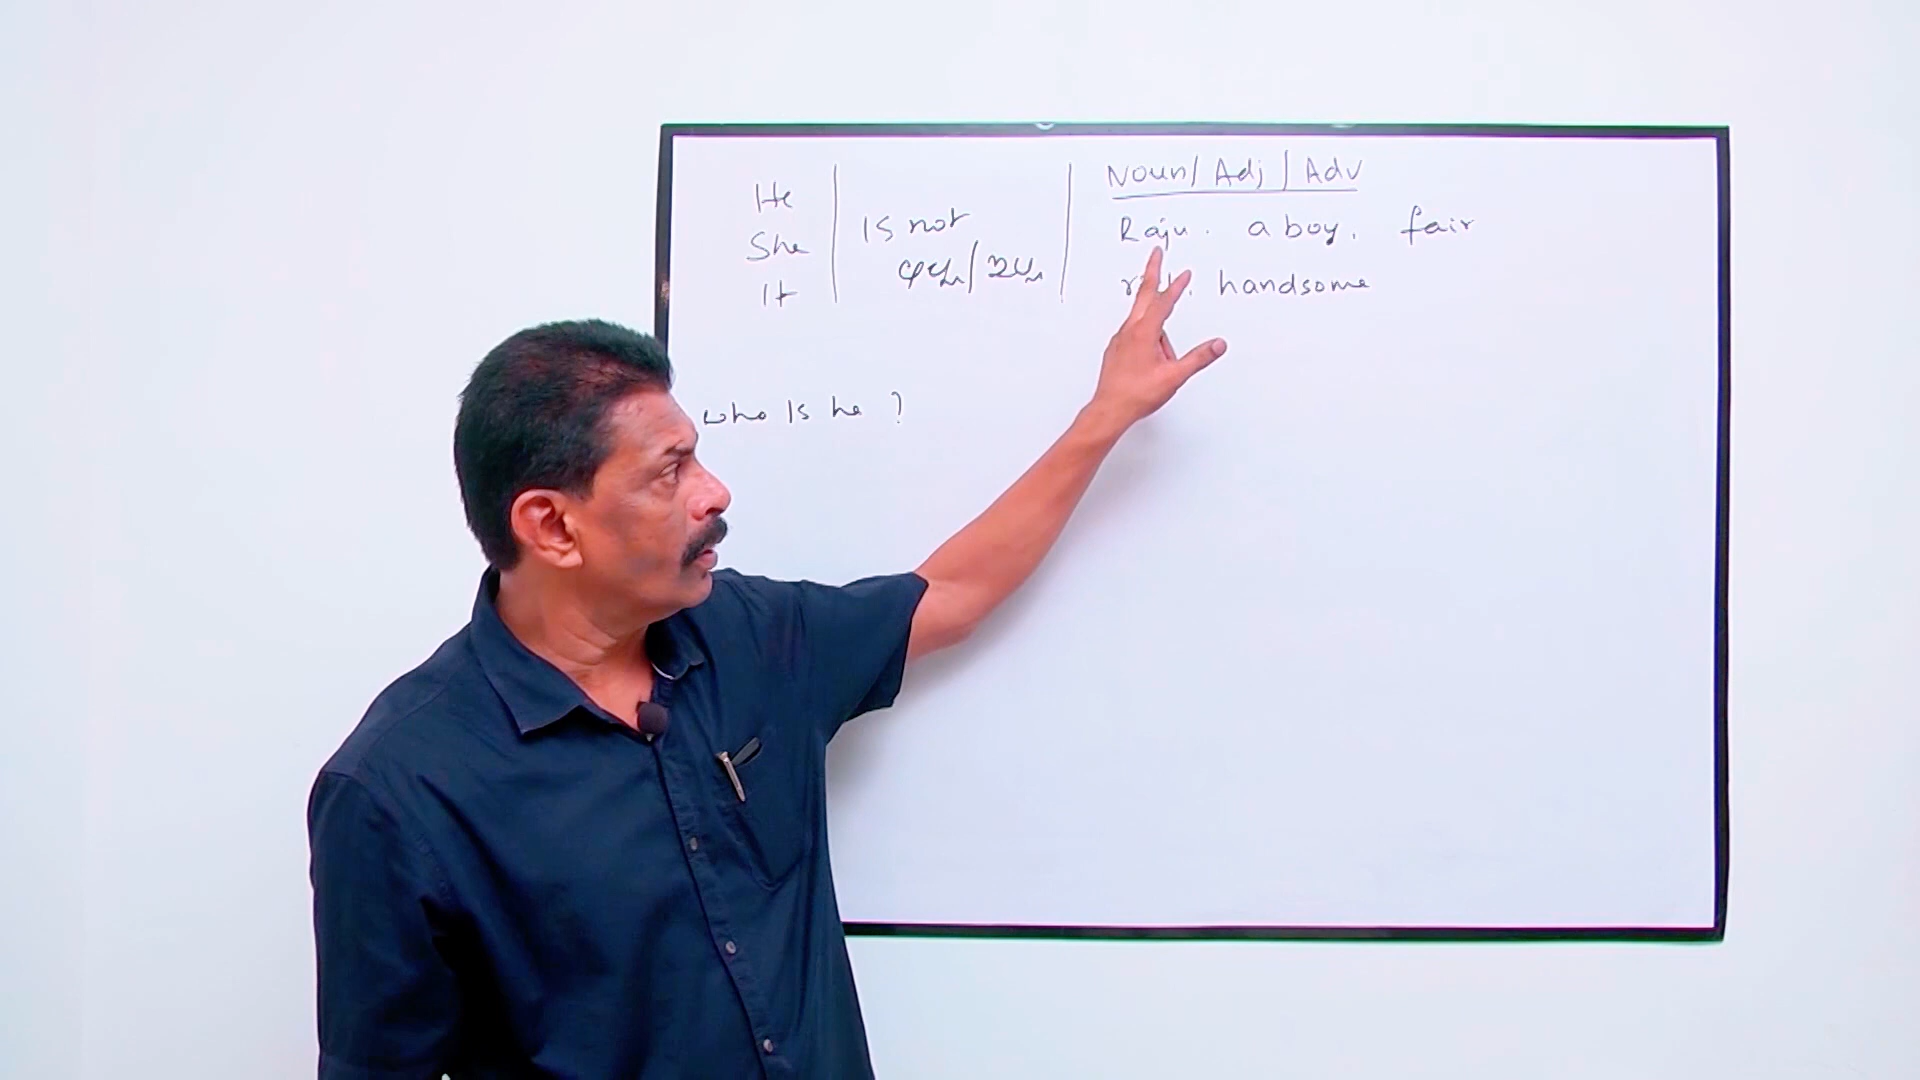 He
She
It
Is not
Noun / Adj / Adv
Raju. a boy. fair
handsome
who Is he ?